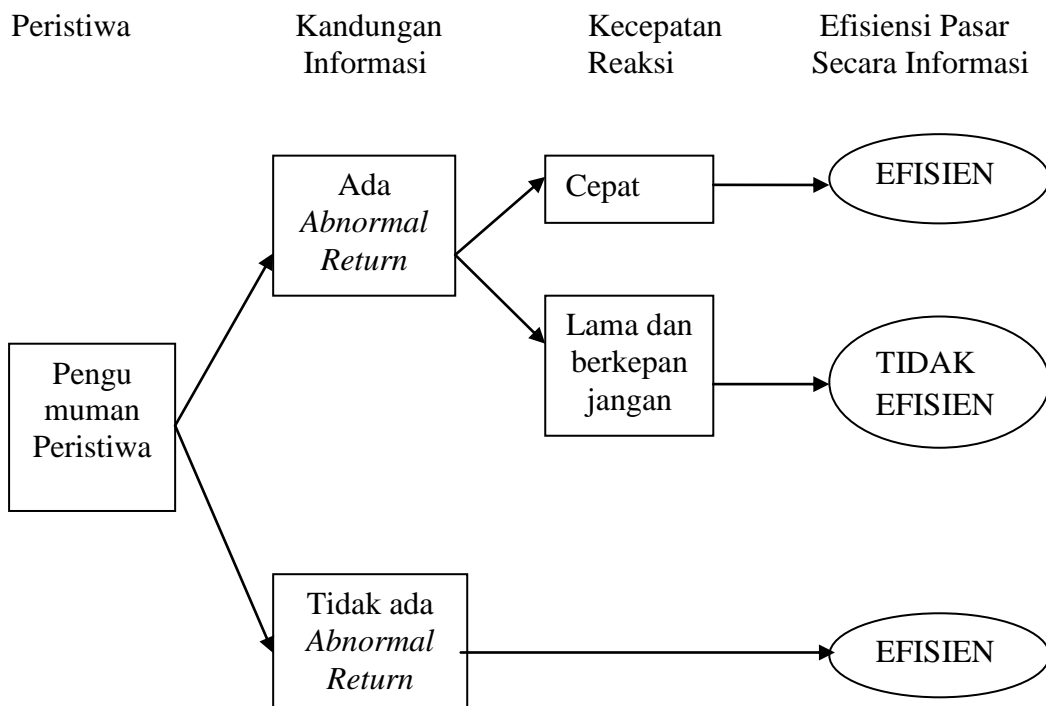 Peristiwa
Kandungan
Informasi
Kecepatan
Reaksi
Efisiensi Pasar
Secara Informasi
Ada
Abnormal
Return
Cepat
EFISIEN
Lama dan
berkepan
jangan
TIDAK
EFISIEN
Pengu
muman
Peristiwa
Tidak ada
Abnormal
Return
EFISIEN